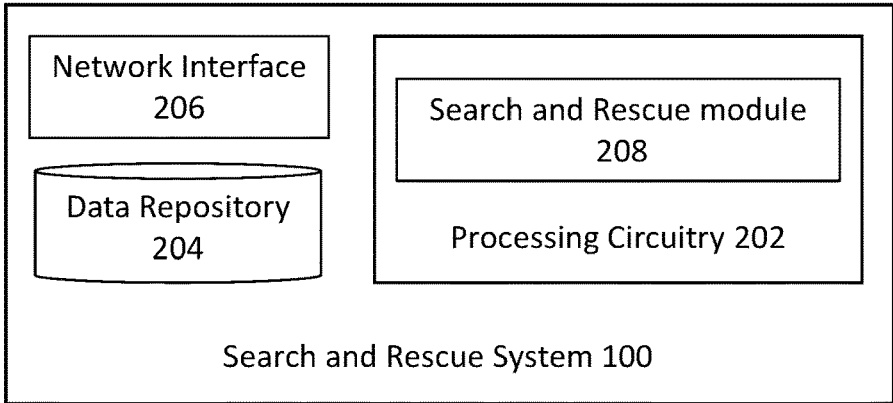 Network Interface
206
Data Repository
204
Search and Rescue module
208
Processing Circuitry 202
Search and Rescue System 100